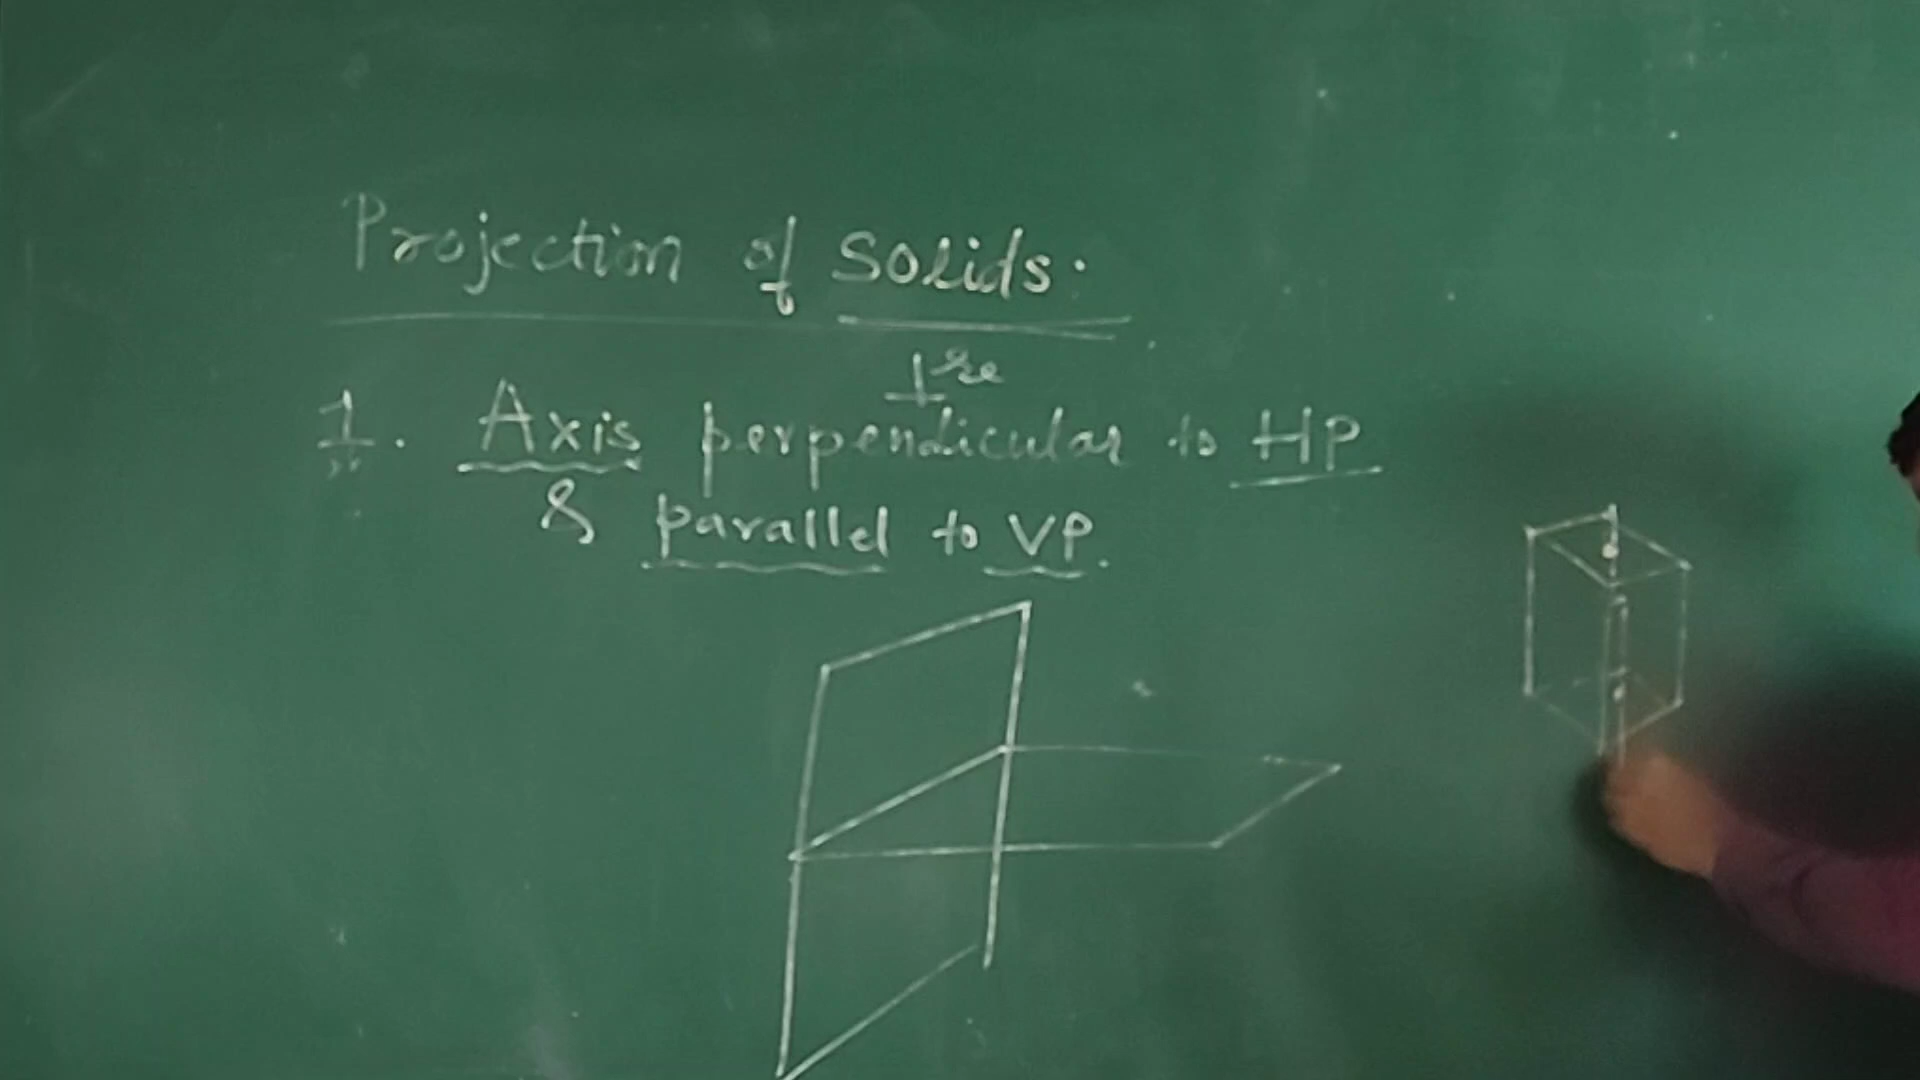 Projection of Solids.
⊥re
1. Axis perpendicular to HP
& parallel to VP.